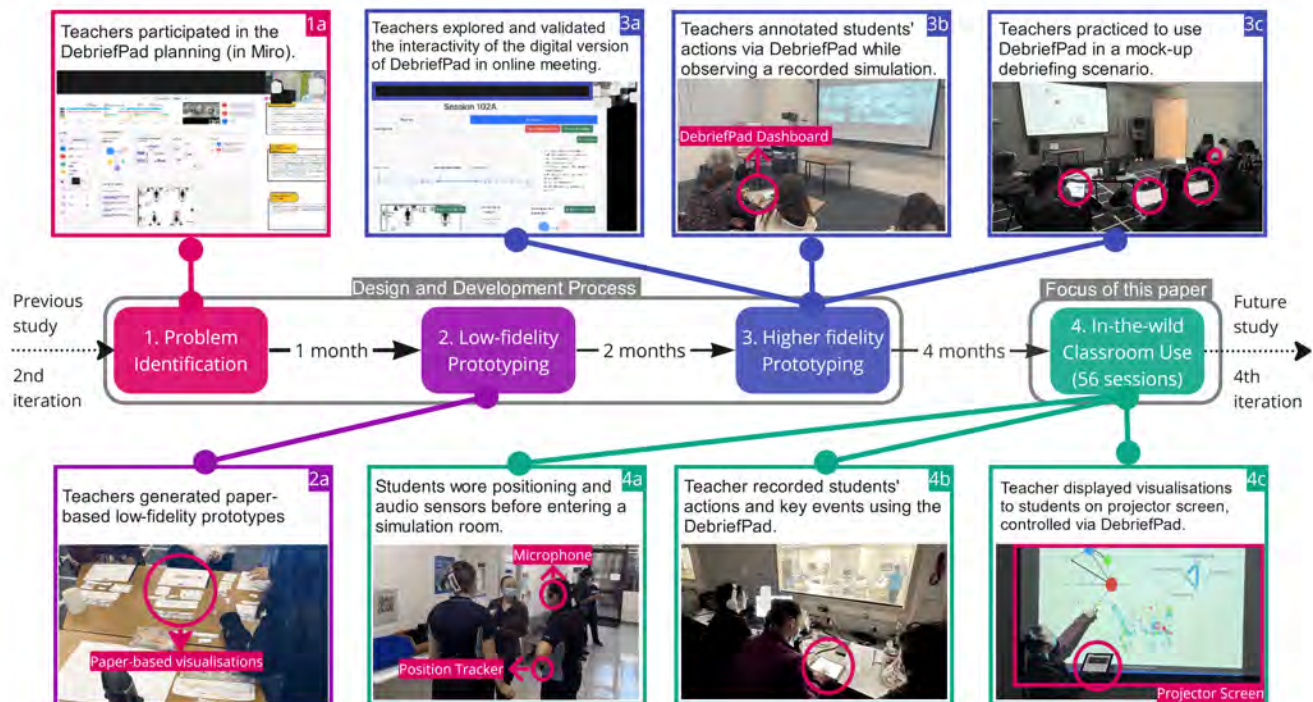 1a
Teachers participated in the
DebriefPad planning (in Miro).
3a
Teachers explored and validated
the interactivity of the digital version
of DebriefPad in online meeting.
Session 102A
3b
Teachers annotated students'
actions via DebriefPad while
observing a recorded simulation.
DebriefPad Dashboard
3c
Teachers practiced to use
DebriefPad in a mock-up
debriefing scenario.
Previous
study
2nd
iteration
Design and Development Process
1. Problem
Identification
1 month
2. Low-fidelity
Prototyping
2 months
3. Higher fidelity
Prototyping
4 months
Focus of this paper
4. In-the-wild
Classroom Use
(56 sessions)
Future
study
4th
iteration
2a
Teachers generated paper-
based low-fidelity prototypes
Paper-based visualisations
4a
Students wore positioning and
audio sensors before entering a
simulation room.
Microphone
Position Tracker
4b
Teacher recorded students'
actions and key events using the
DebriefPad.
4c
Teacher displayed visualisations
to students on projector screen,
controlled via DebriefPad.
Projector Screen